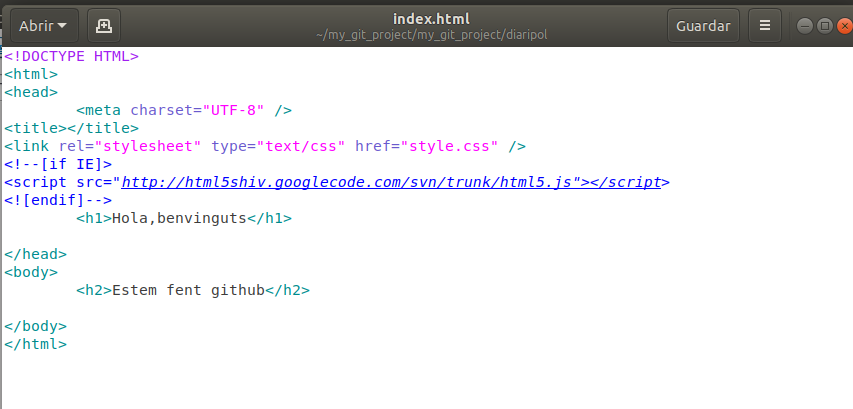 Abrir
index.html
~/my_git_project/my_git_project/diaripol
Guardar
<!DOCTYPE HTML>
<html>
<head>
<meta charset="UTF-8" />
<title></title>
<link rel="stylesheet" type="text/css" href="style.css" />
<!--[if IE]>
<script src="http://html5shiv.googlecode.com/svn/trunk/html5.js"></script>
<![endif]-->
<h1>Hola,benvinguts</h1>
</head>
<body>
<h2>Estem fent github</h2>
</body>
</html>